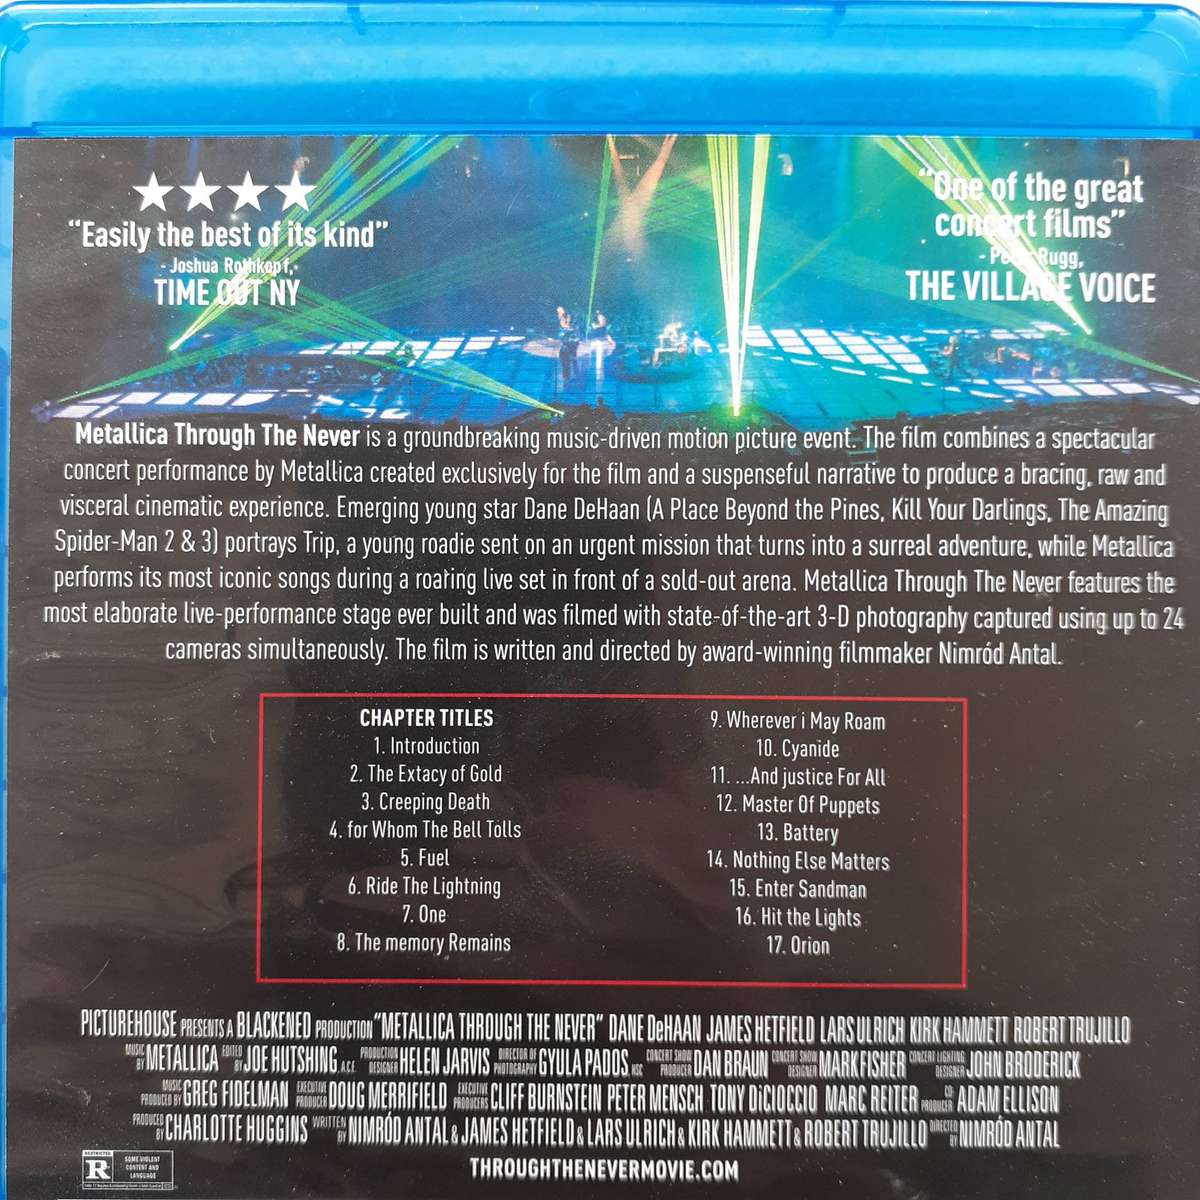 "Easily the best of its kind"
- Joshua Rothkopf,
TIME OUT NY
"One of the great
concert films"
- Peter Rugg,
THE VILLAGE VOICE
Metallica Through The Never is a groundbreaking music-driven motion picture event. The film combines a spectacular
concert performance by Metallica created exclusively for the film and a suspenseful narrative to produce a bracing, raw and
visceral cinematic experience. Emerging young star Dane DeHaan (A Place Beyond the Pines, Kill Your Darlings, The Amazing
Spider-Man 2 & 3) portrays Trip, a young roadie sent on an urgent mission that turns into a surreal adventure, while Metallica
performs its most iconic songs during a roaring live set in front of a sold-out arena. Metallica Through The Never features the
most elaborate live-performance stage ever built and was filmed with state-of-the-art 3-D photography captured using up to 24
cameras simultaneously. The film is written and directed by award-winning filmmaker Nimród Antal.
CHAPTER TITLES
1. Introduction
2. The Extacy of Gold
3. Creeping Death
4. for Whom The Bell Tolls
5. Fuel
6. Ride The Lightning
7. One
8. The memory Remains
9. Wherever i May Roam
10. Cyanide
11. ...And justice For All
12. Master Of Puppets
13. Battery
14. Nothing Else Matters
15. Enter Sandman
16. Hit the Lights
17. Orion
PICTUREHOUSE PRESENTS A BLACKENED PRODUCTION "METALLICA THROUGH THE NEVER" DANE DeHAAN JAMES HETFIELD LARS ULRICH KIRK HAMMETT ROBERT TRUJILLO
MUSIC BY METALLICA EDITED BY JOE HUTSHING, A.C.E. PRODUCTION DESIGNER HELEN JARVIS DIRECTOR OF PHOTOGRAPHY GYULA PADOS, HSC CONCERT SHOW PRODUCER DAN BRAUN CONCERT SHOW DESIGNER MARK FISHER CONCERT LIGHTING DESIGNER JOHN BRODERICK
MUSIC PRODUCED BY GREG FIDELMAN EXECUTIVE PRODUCER DOUG MERRIFIELD EXECUTIVE PRODUCERS CLIFF BURNSTEIN PETER MENSCH TONY DiCIOCCIO MARC REITER CO PRODUCER ADAM ELLISON
PRODUCED BY CHARLOTTE HUGGINS WRITTEN BY NIMRÓD ANTAL & JAMES HETFIELD & LARS ULRICH & KIRK HAMMETT & ROBERT TRUJILLO DIRECTED BY NIMRÓD ANTAL
THROUGHTHENEVERMOVIE.COM
RESTRICTED
R
SOME VIOLENT
CONTENT AND
LANGUAGE